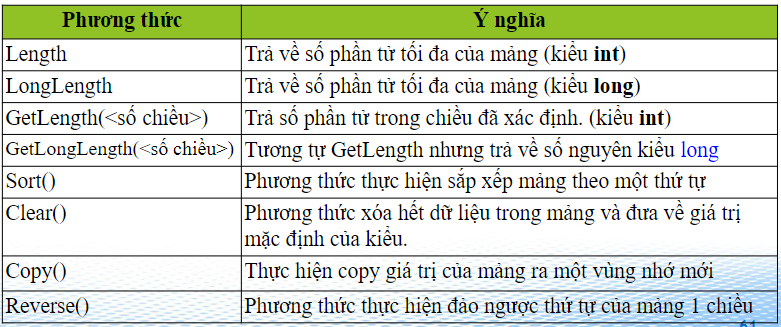 Phương thức Ý nghĩa
Length Trả về số phần tử tối đa của mảng (kiểu int)
LongLength Trả về số phần tử tối đa của mảng (kiểu long)
GetLength(<số chiều>) Trả số phần tử trong chiều đã xác định. (kiểu int)
GetLongLength(<số chiều>) Tương tự GetLength nhưng trả về số nguyên kiểu long
Sort() Phương thức thực hiện sắp xếp mảng theo một thứ tự
Clear() Phương thức xóa hết dữ liệu trong mảng và đưa về giá trị
mặc định của kiểu.
Copy() Thực hiện copy giá trị của mảng ra một vùng nhớ mới
Reverse() Phương thức thực hiện đảo ngược thứ tự của mảng 1 chiều